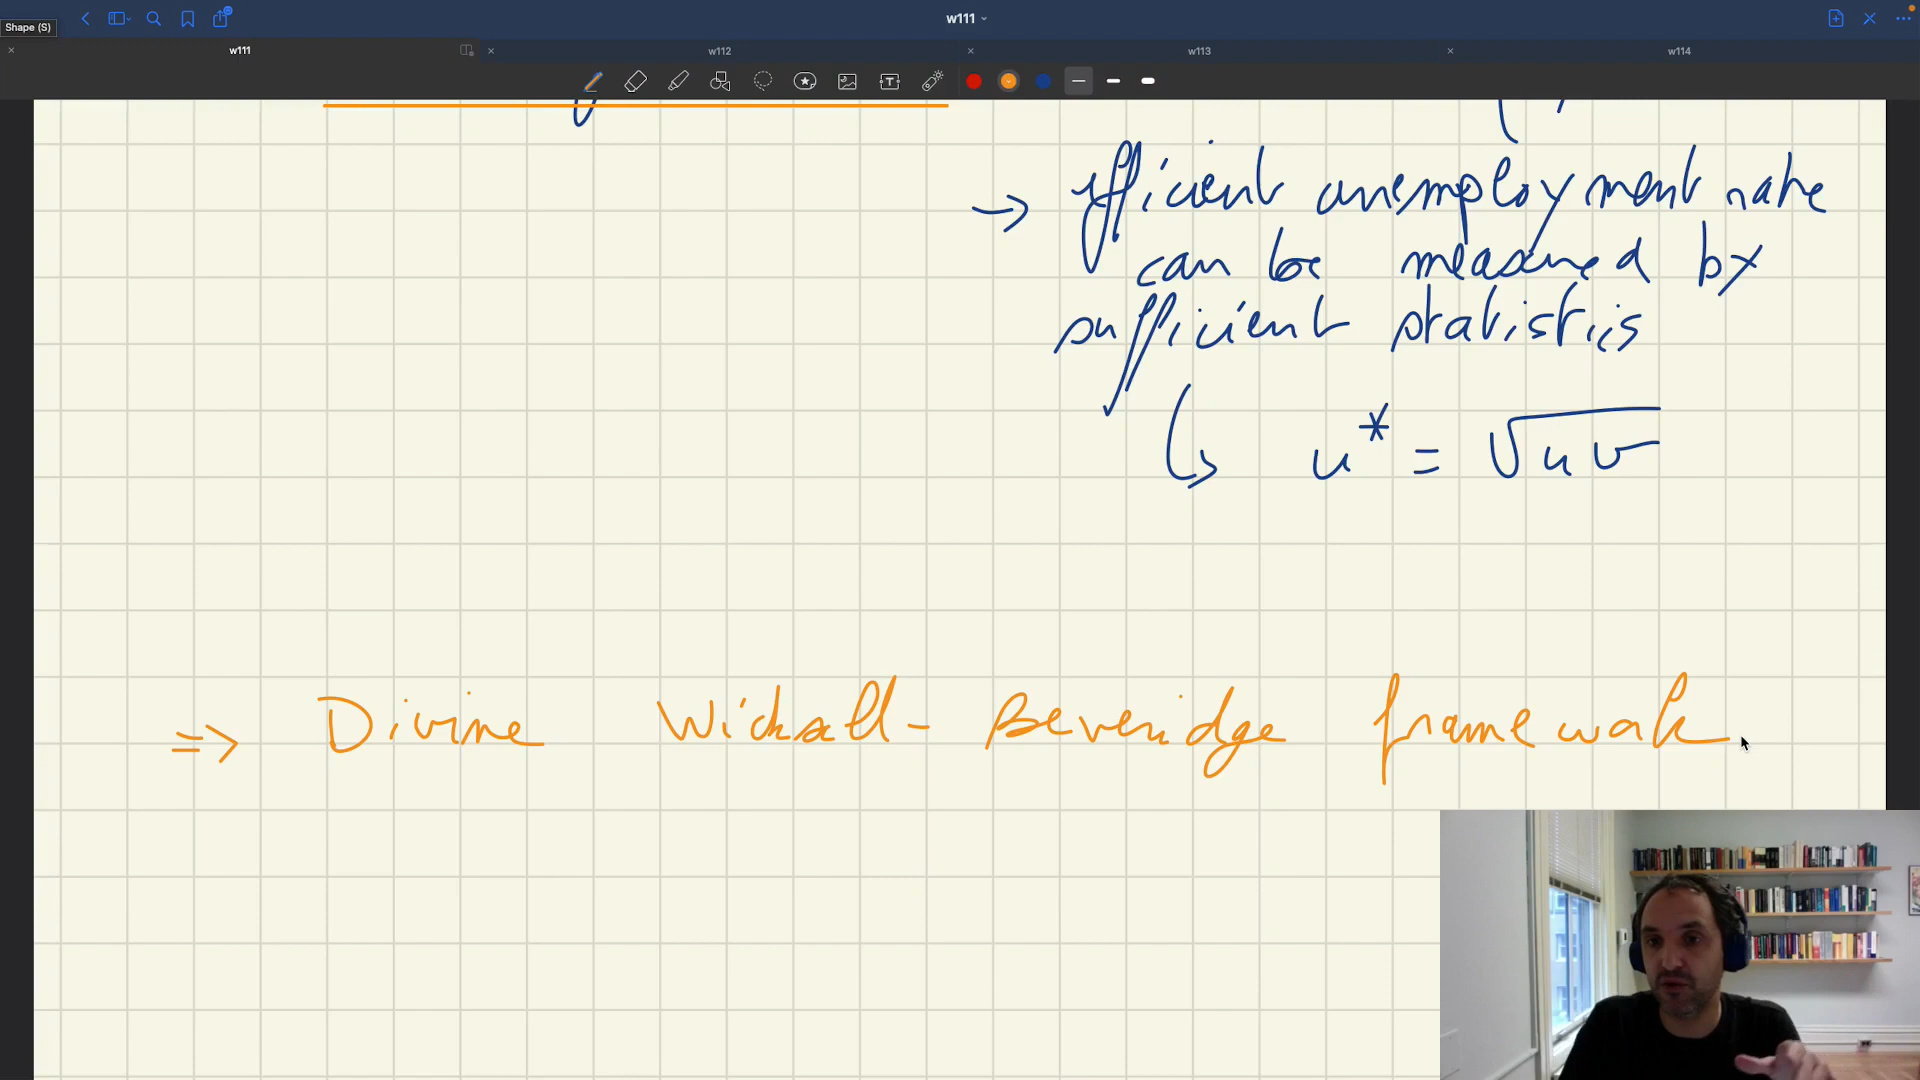 w111
Shape (S)
w111
w112
w113
w114
→ efficient unemployment rate
can be measured by
sufficient statistics
↳ u* = √uv
⇒ Divine Wicksell - Beveridge framework